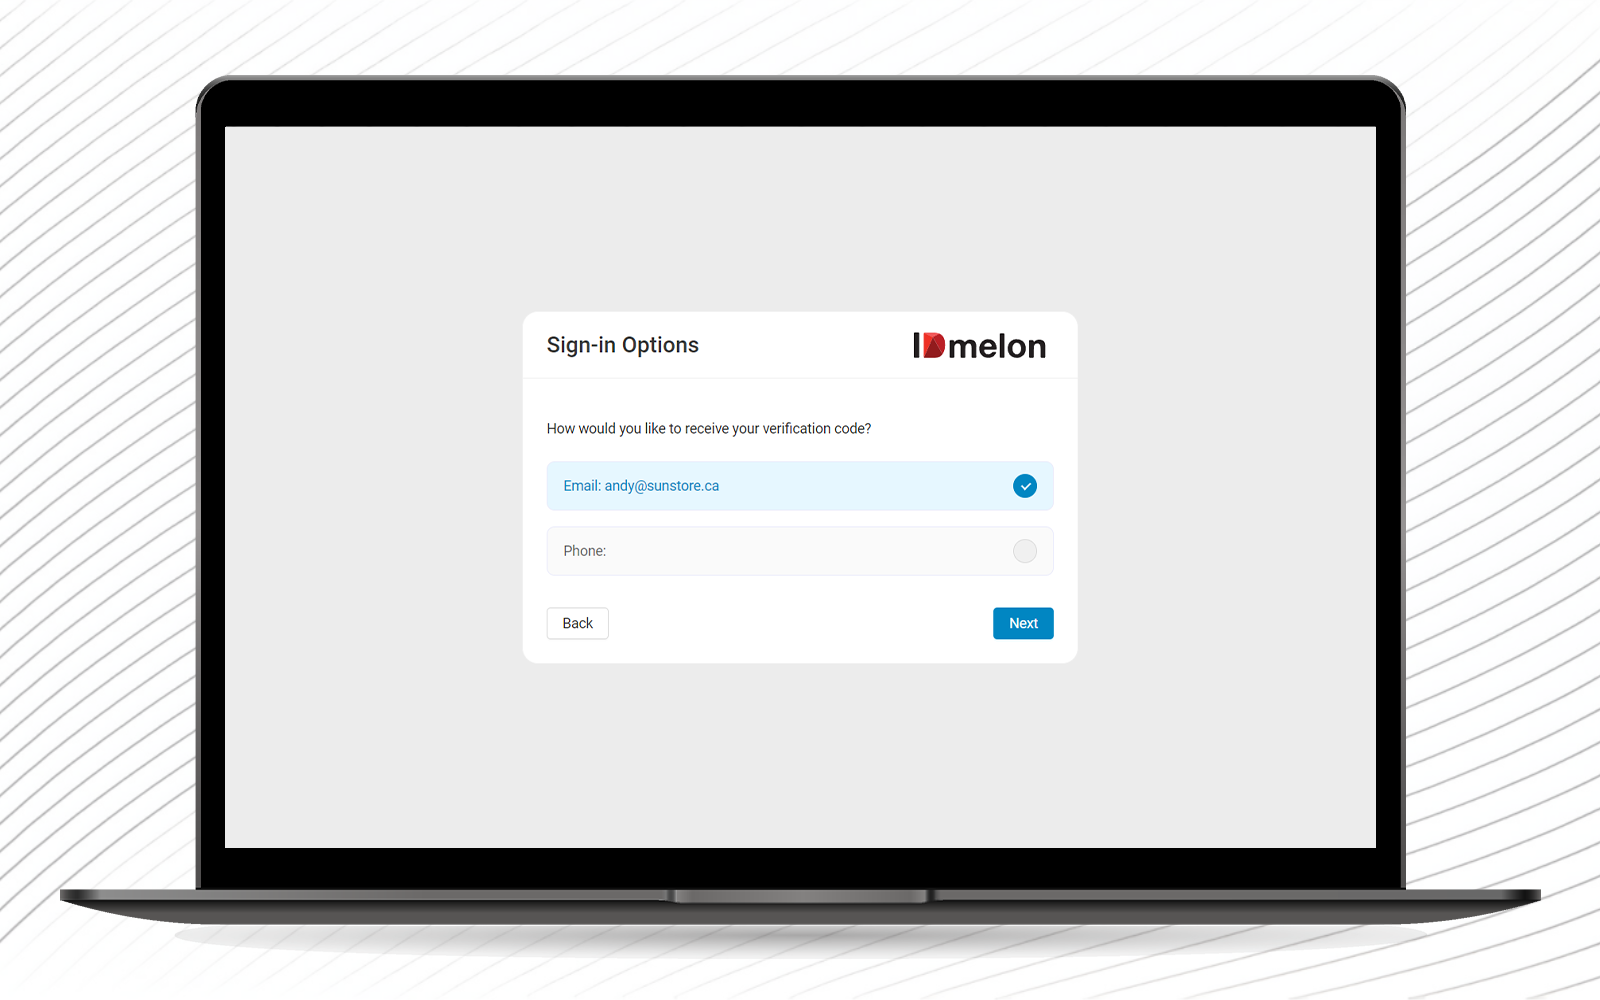 Sign-in Options
IDmelon
How would you like to receive your verification code?
Email: andy@sunstore.ca
Phone:
Back
Next